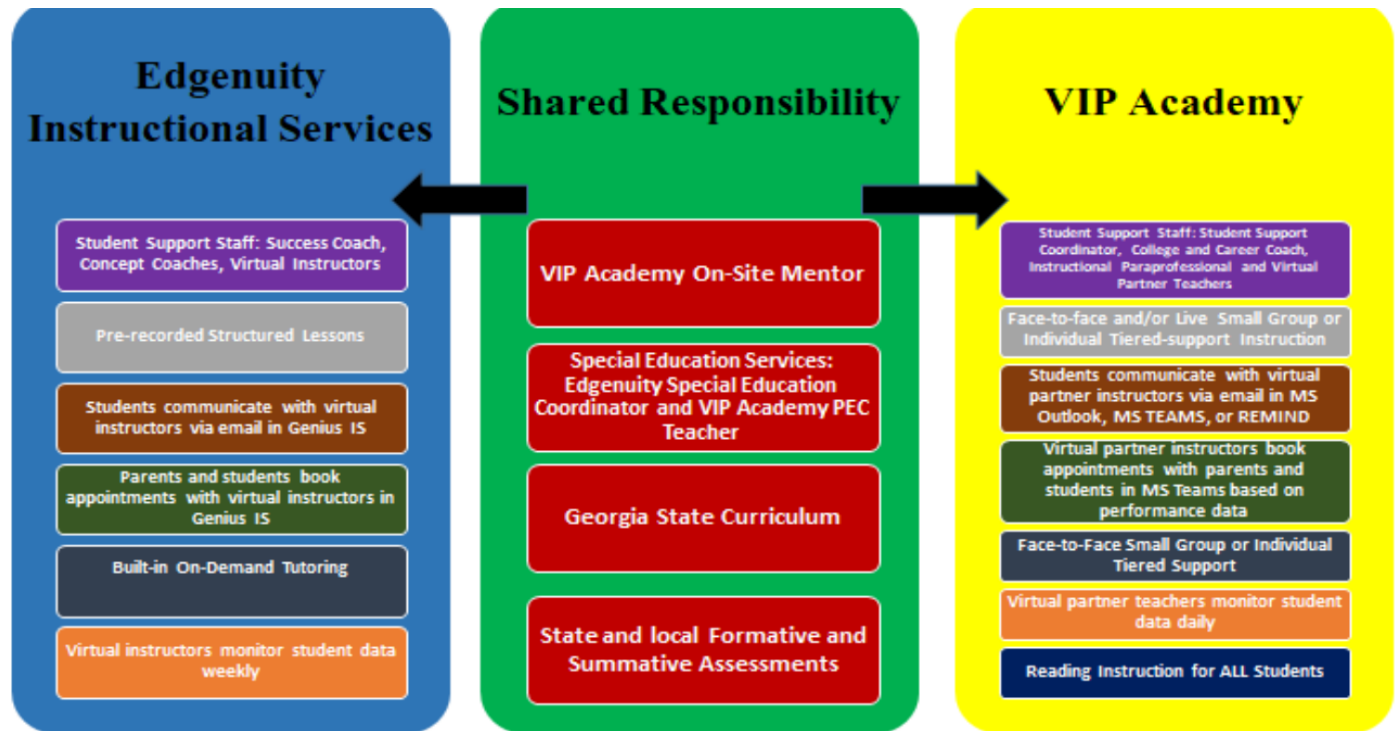 Edgenuity
Instructional Services
Student Support Staff: Success Coach,
Concept Coaches, Virtual Instructors
Pre-recorded Structured Lessons
Students communicate with virtual
instructors via email in Genius IS
Parents and students book
appointments with virtual instructors in
Genius IS
Built-in On-Demand Tutoring
Virtual instructors monitor student data
weekly
Shared Responsibility
VIP Academy On-Site Mentor
Special Education Services:
Edgenuity Special Education
Coordinator and VIP Academy PEC
Teacher
Georgia State Curriculum
State and local Formative and
Summative Assessments
VIP Academy
Student Support Staff: Student Support
Coordinator, College and Career Coach,
Instructional Paraprofessional and Virtual
Partner Teachers
Face-to-face and/or Live Small Group or
Individual Tiered-support Instruction
Students communicate with virtual
partner instructors via email in MS
Outlook, MS TEAMS, or REMIND
Virtual partner instructors book
appointments with parents and
students in MS Teams based on
performance data
Face-to-Face Small Group or Individual
Tiered Support
Virtual partner teachers monitor student
data daily
Reading Instruction for ALL Students